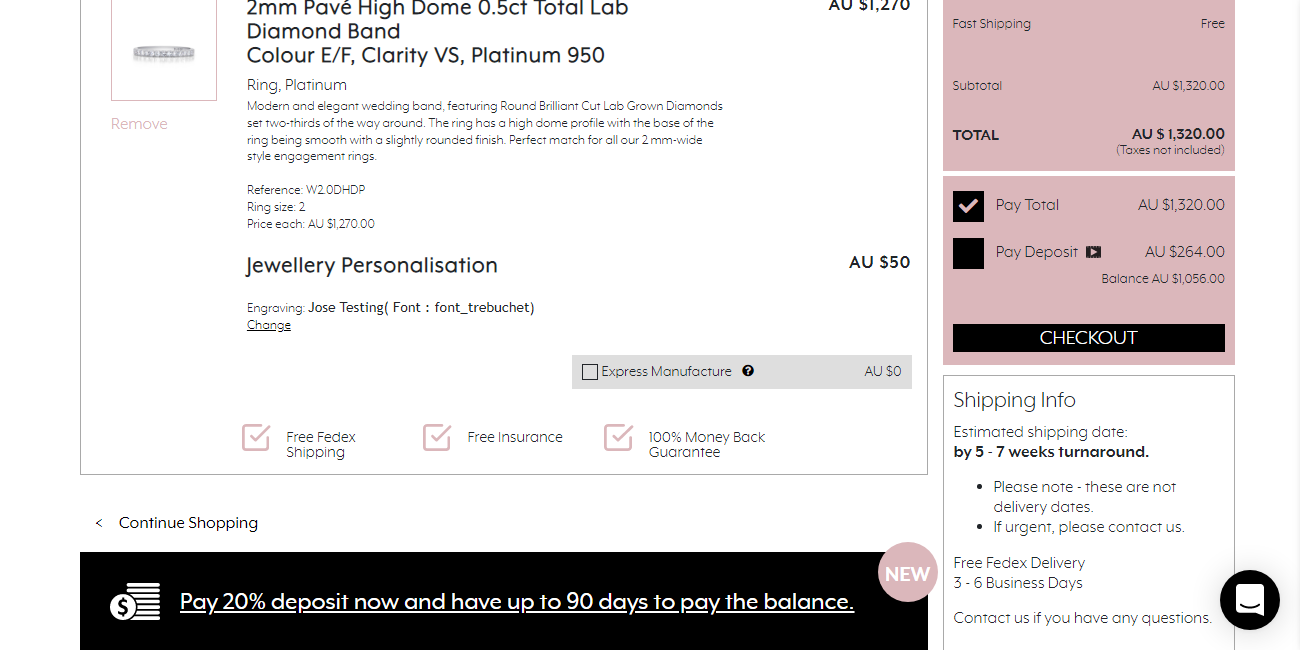 2mm Pavé High Dome 0.5ct Total Lab
Diamond Band
Colour E/F, Clarity VS, Platinum 950
AU $1,270
Ring, Platinum
Modern and elegant wedding band, featuring Round Brilliant Cut Lab Grown Diamonds
set two-thirds of the way around. The ring has a high dome profile with the base of the
ring being smooth with a slightly rounded finish. Perfect match for all our 2 mm-wide
style engagement rings.
Remove
Reference: W2.0DHDP
Ring size: 2
Price each: AU $1,270.00
Jewellery Personalisation AU $50
Engraving: Jose Testing( Font : font_trebuchet)
Change
Express Manufacture ? AU $0
Free Fedex
Shipping
Free Insurance
100% Money Back
Guarantee
< Continue Shopping
NEW
$ Pay 20% deposit now and have up to 90 days to pay the balance.
Fast Shipping Free
Subtotal AU $1,320.00
TOTAL AU $ 1,320.00
(Taxes not included)
Pay Total AU $1,320.00
Pay Deposit AU $264.00
Balance AU $1,056.00
CHECKOUT
Shipping Info
Estimated shipping date:
by 5 - 7 weeks turnaround.
• Please note - these are not
delivery dates.
• If urgent, please contact us.
Free Fedex Delivery
3 - 6 Business Days
Contact us if you have any questions.